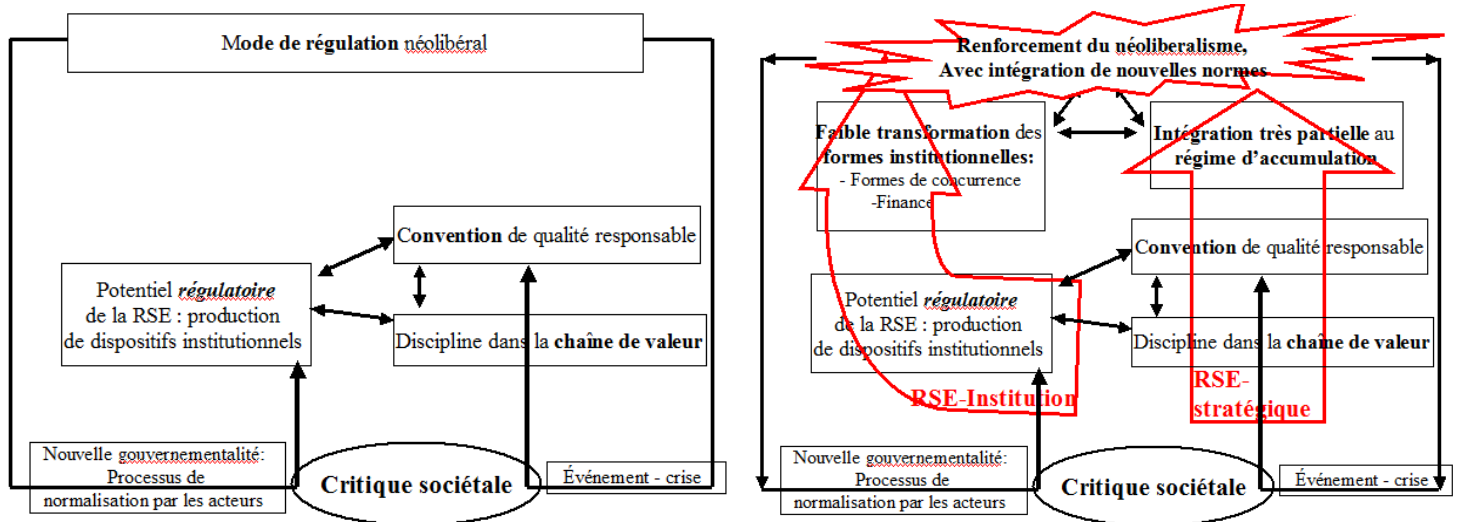 Mode de régulation néolibéral
Convention de qualité responsable
Potentiel régulatoire
de la RSE : production
de dispositifs institutionnels
Discipline dans la chaîne de valeur
Nouvelle gouvernementalité:
Processus de
normalisation par les acteurs
Critique sociétale
Événement - crise
Renforcement du néoliberalisme,
Avec intégration de nouvelles normes
Faible transformation des
formes institutionnelles:
- Formes de concurrence
-Finance
Intégration très partielle au
régime d’accumulation
Convention de qualité responsable
Potentiel régulatoire
de la RSE : production
de dispositifs institutionnels
Discipline dans la chaîne de valeur
RSE-Institution
RSE-
stratégique
Nouvelle gouvernementalité:
Processus de
normalisation par les acteurs
Critique sociétale
Événement - crise